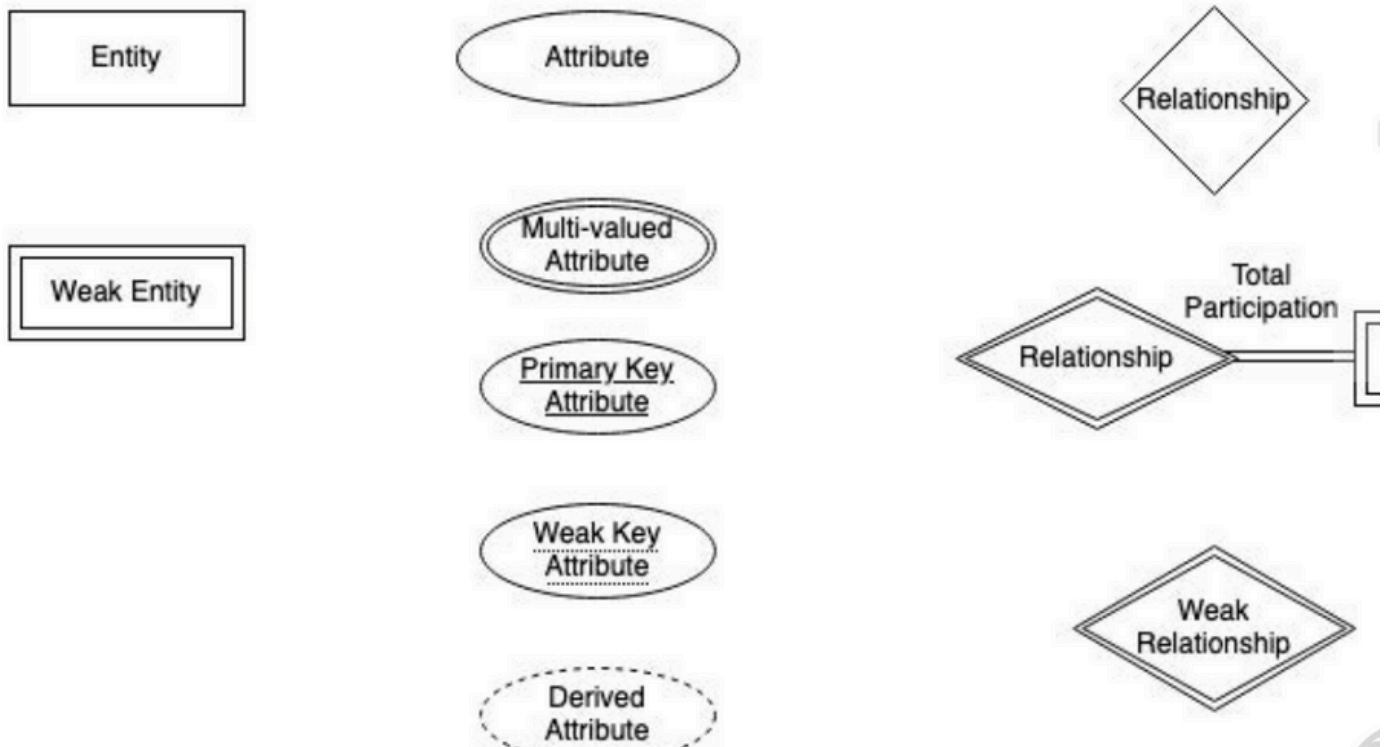 Entity
Attribute
Relationship
Multi-valued
Attribute
Weak Entity
Total
Participation
Relationship
Primary Key
Attribute
Weak Key
Attribute
Weak
Relationship
Derived
Attribute